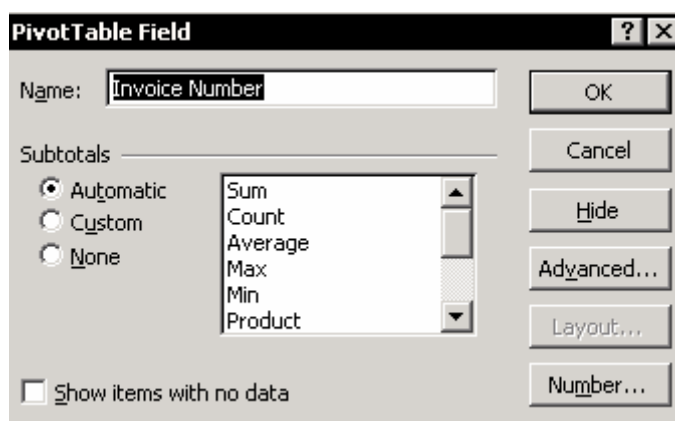 PivotTable Field
Name: Invoice Number
OK
Cancel
Hide
Advanced...
Layout...
Number...
Subtotals
Automatic
Custom
None
Sum
Count
Average
Max
Min
Product
Show items with no data